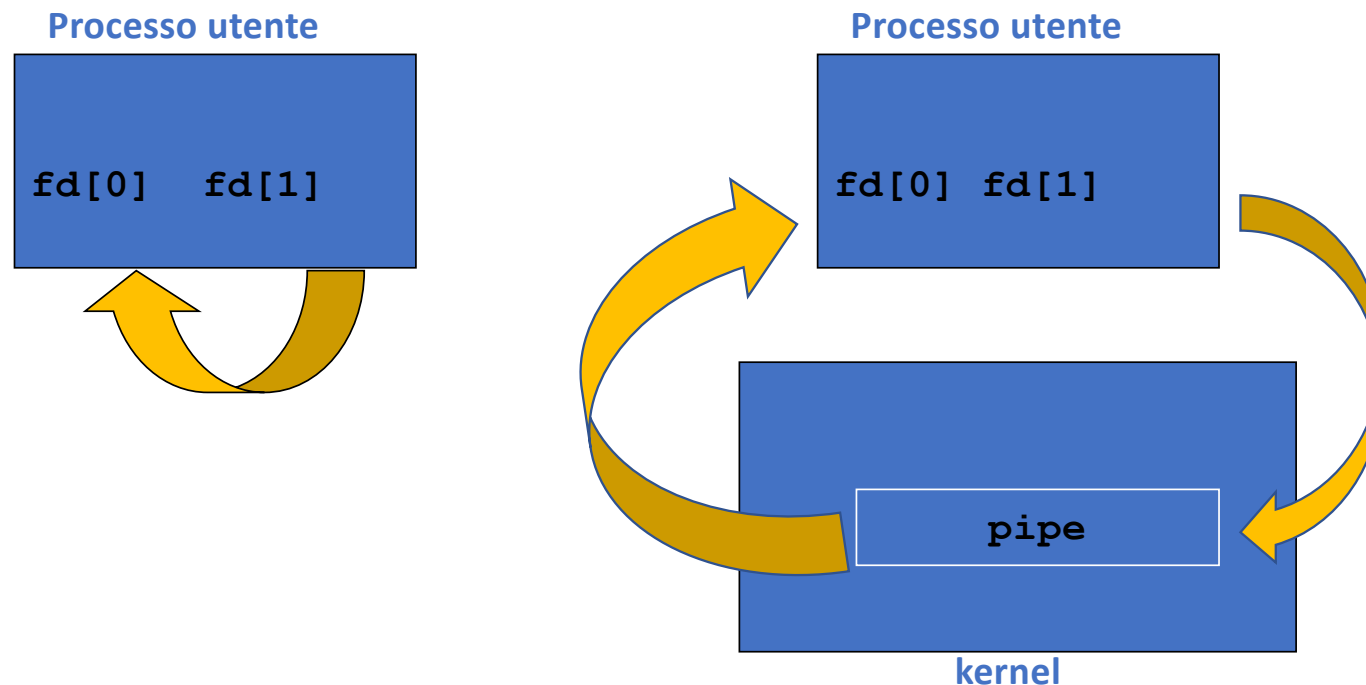 Processo utente
fd[0] fd[1]
Processo utente
fd[0] fd[1]
pipe
kernel